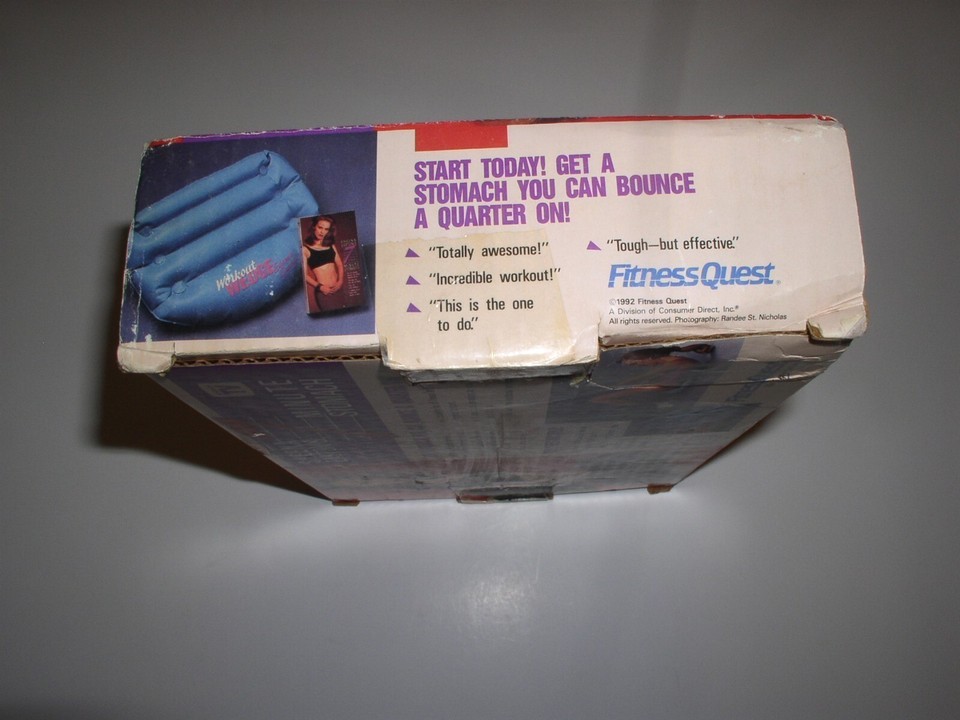 START TODAY! GET A
STOMACH YOU CAN BOUNCE
A QUARTER ON!
"Totally awesome!"
"Incredible workout!"
"This is the one
to do."
"Tough—but effective."
FitnessQuest®
©1992 Fitness Quest
A Division of Consumer Direct, Inc.®
All rights reserved. Photography: Randee St. Nicholas
Workout
MINUTE
STOMACH